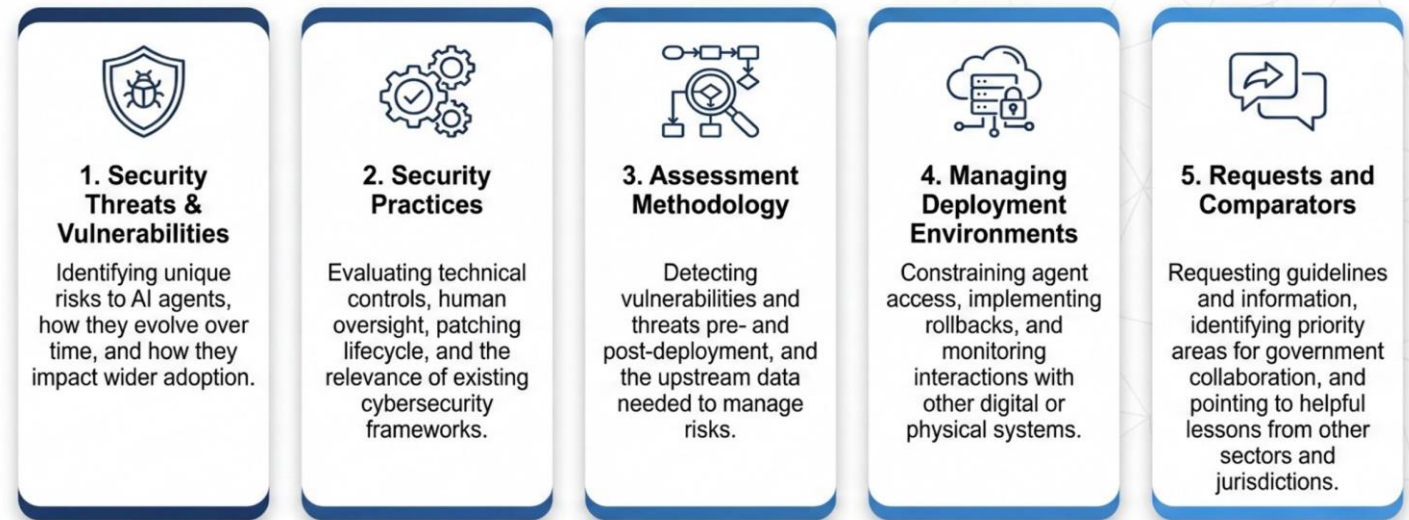 1. Security
Threats &
Vulnerabilities
Identifying unique
risks to AI agents,
how they evolve over
time, and how they
impact wider adoption.
2. Security
Practices
Evaluating technical
controls, human
oversight, patching
lifecycle, and the
relevance of existing
cybersecurity
frameworks.
3. Assessment
Methodology
Detecting
vulnerabilities and
threats pre- and
post-deployment, and
the upstream data
needed to manage
risks.
4. Managing
Deployment
Environments
Constraining agent
access, implementing
rollbacks, and
monitoring
interactions with
other digital or
physical systems.
5. Requests and
Comparators
Requesting guidelines
and information,
identifying priority
areas for government
collaboration, and
pointing to helpful
lessons from other
sectors and
jurisdictions.